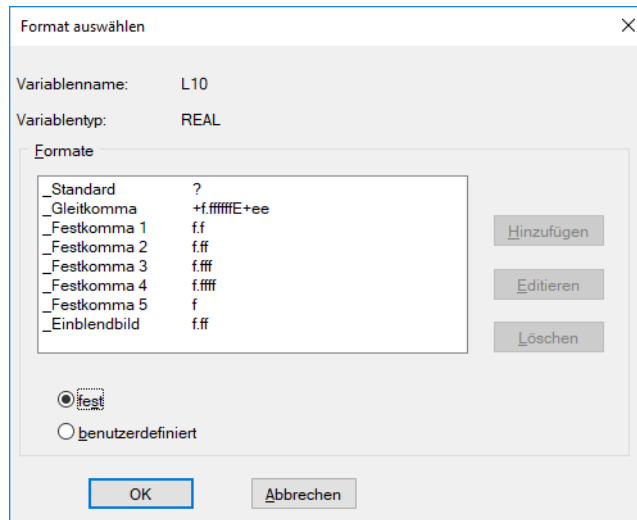 Format auswählen
Variablenname: L10
Variablentyp: REAL
Formate
_Standard ?
_Gleitkomma +f.ffffffE+ee
_Festkomma 1 f.f
_Festkomma 2 f.ff
_Festkomma 3 f.fff
_Festkomma 4 f.ffff
_Festkomma 5 f
_Einblendbild f.ff
Hinzufügen
Editieren
Löschen
fest
benutzerdefiniert
OK Abbrechen